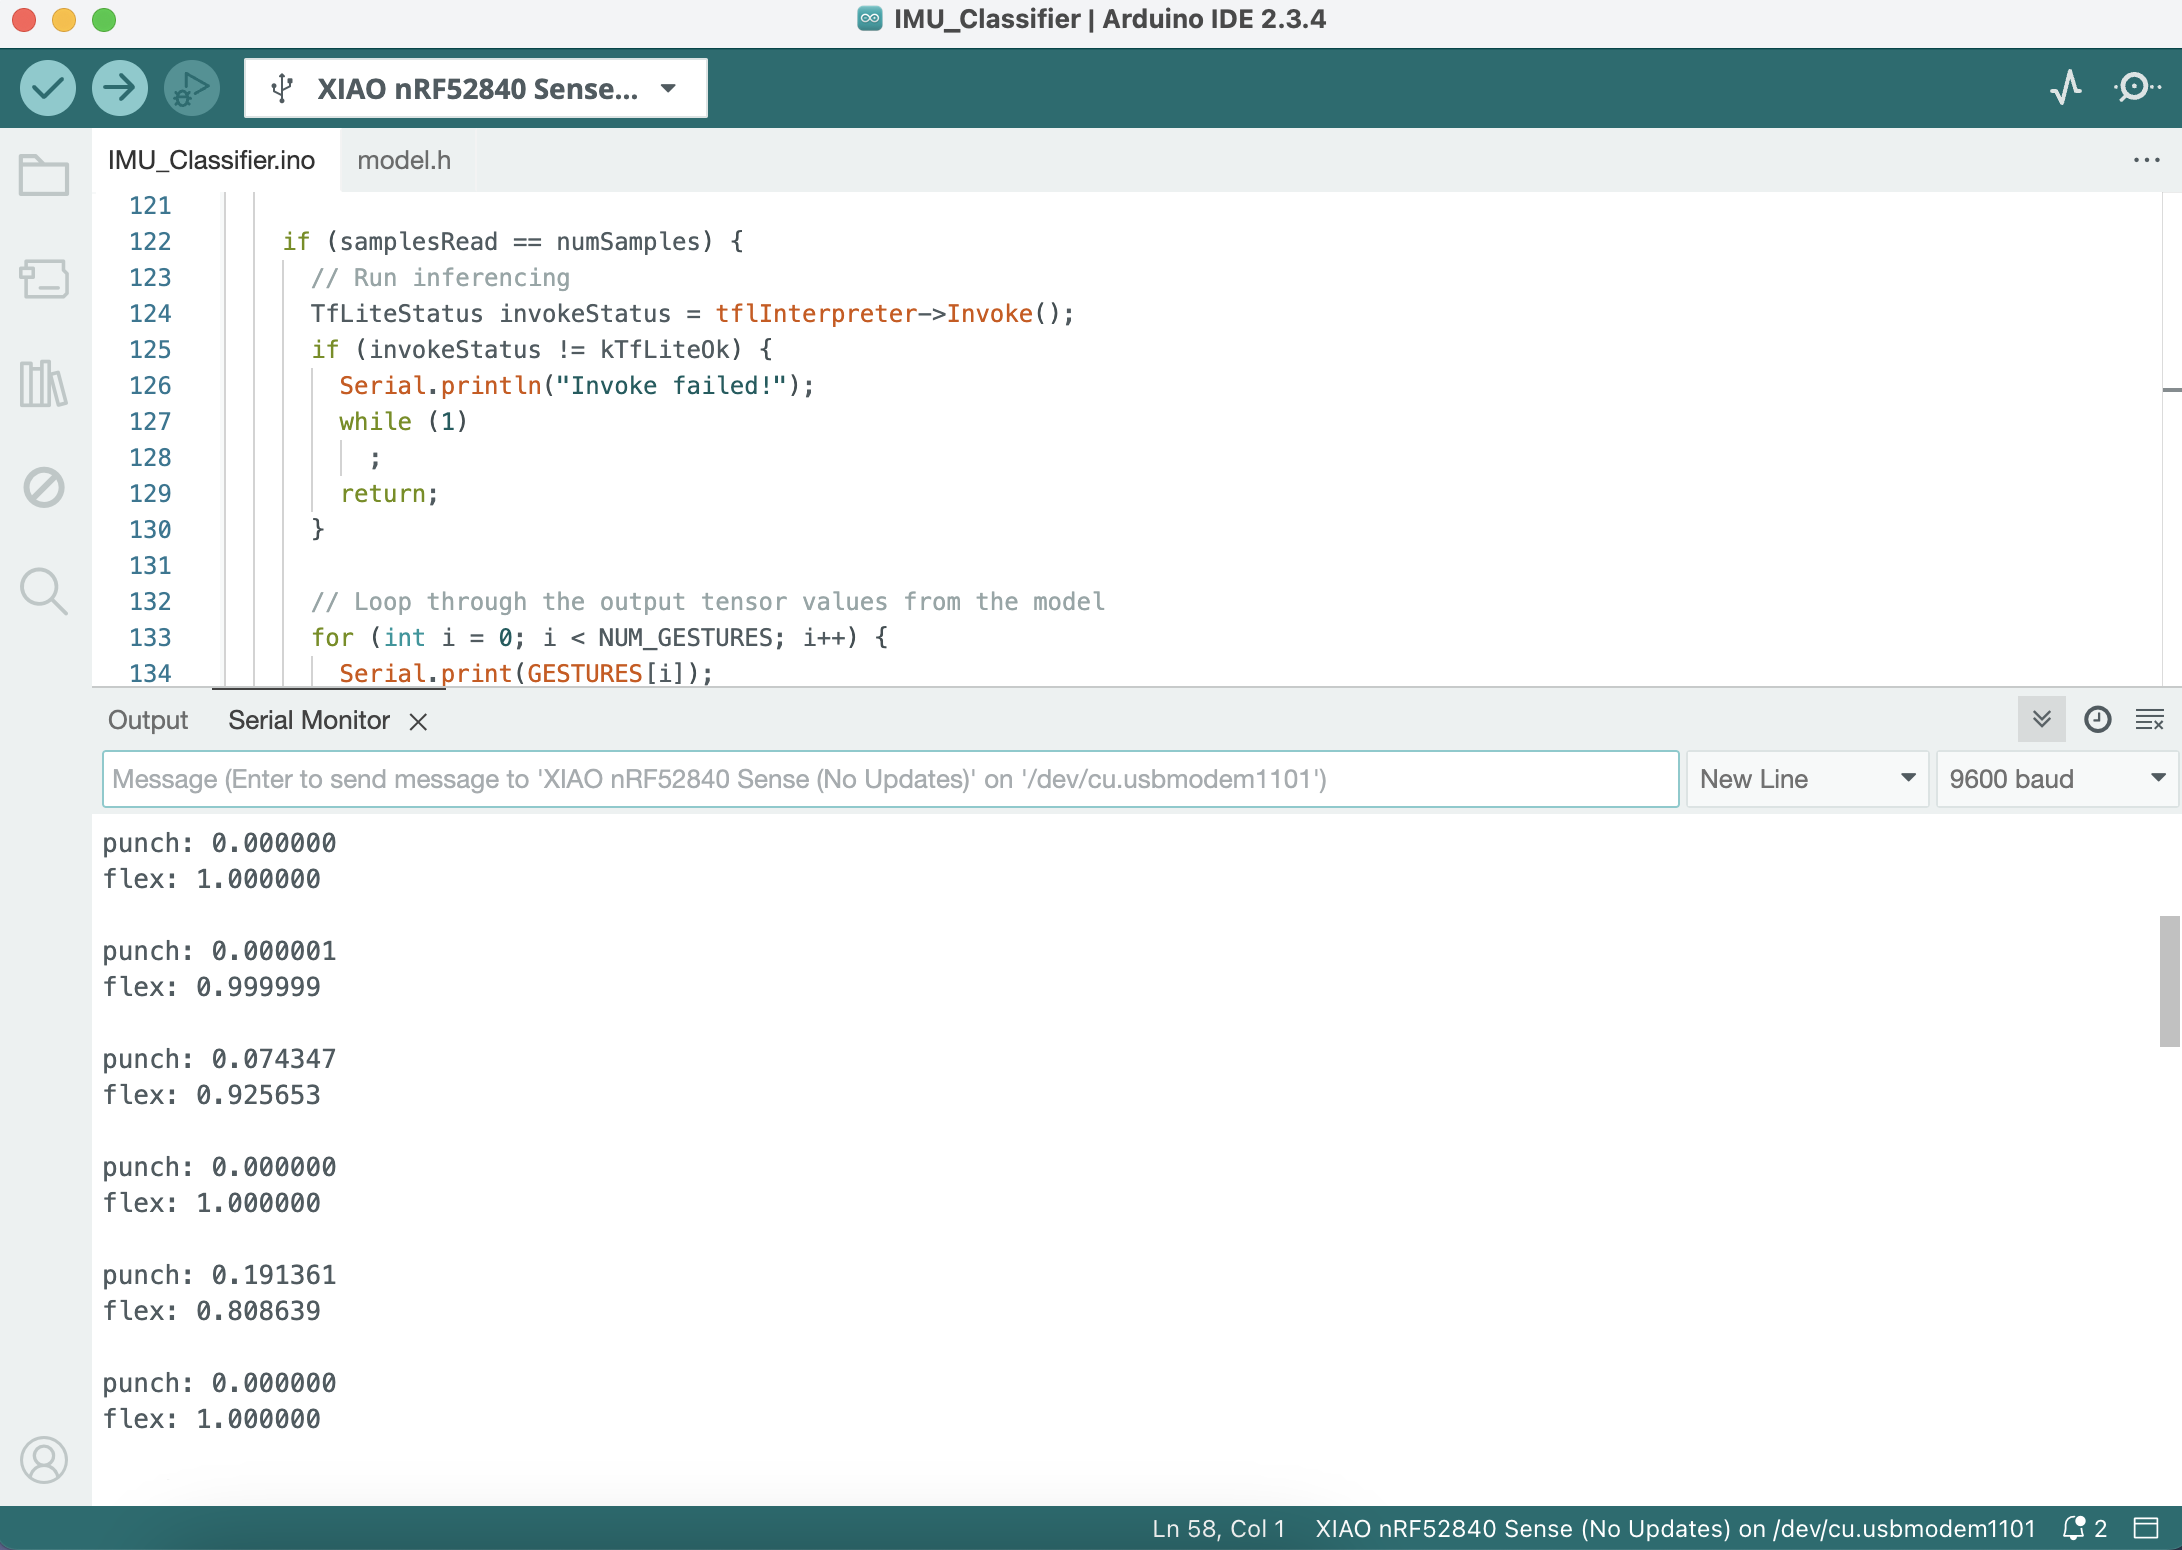 IMU_Classifier | Arduino IDE 2.3.4
XIAO nRF52840 Sense...
IMU_Classifier.ino model.h
121
122 if (samplesRead == numSamples) {
123 // Run inferencing
124 TfLiteStatus invokeStatus = tflInterpreter->Invoke();
125 if (invokeStatus != kTfLiteOk) {
126 Serial.println("Invoke failed!");
127 while (1)
128 ;
129 return;
130 }
131
132 // Loop through the output tensor values from the model
133 for (int i = 0; i < NUM_GESTURES; i++) {
134 Serial.print(GESTURES[i]);
Output Serial Monitor
Message (Enter to send message to 'XIAO nRF52840 Sense (No Updates)' on '/dev/cu.usbmodem1101') New Line 9600 baud
punch: 0.000000
flex: 1.000000
punch: 0.000001
flex: 0.999999
punch: 0.074347
flex: 0.925653
punch: 0.000000
flex: 1.000000
punch: 0.191361
flex: 0.808639
punch: 0.000000
flex: 1.000000
Ln 58, Col 1 XIAO nRF52840 Sense (No Updates) on /dev/cu.usbmodem1101 2